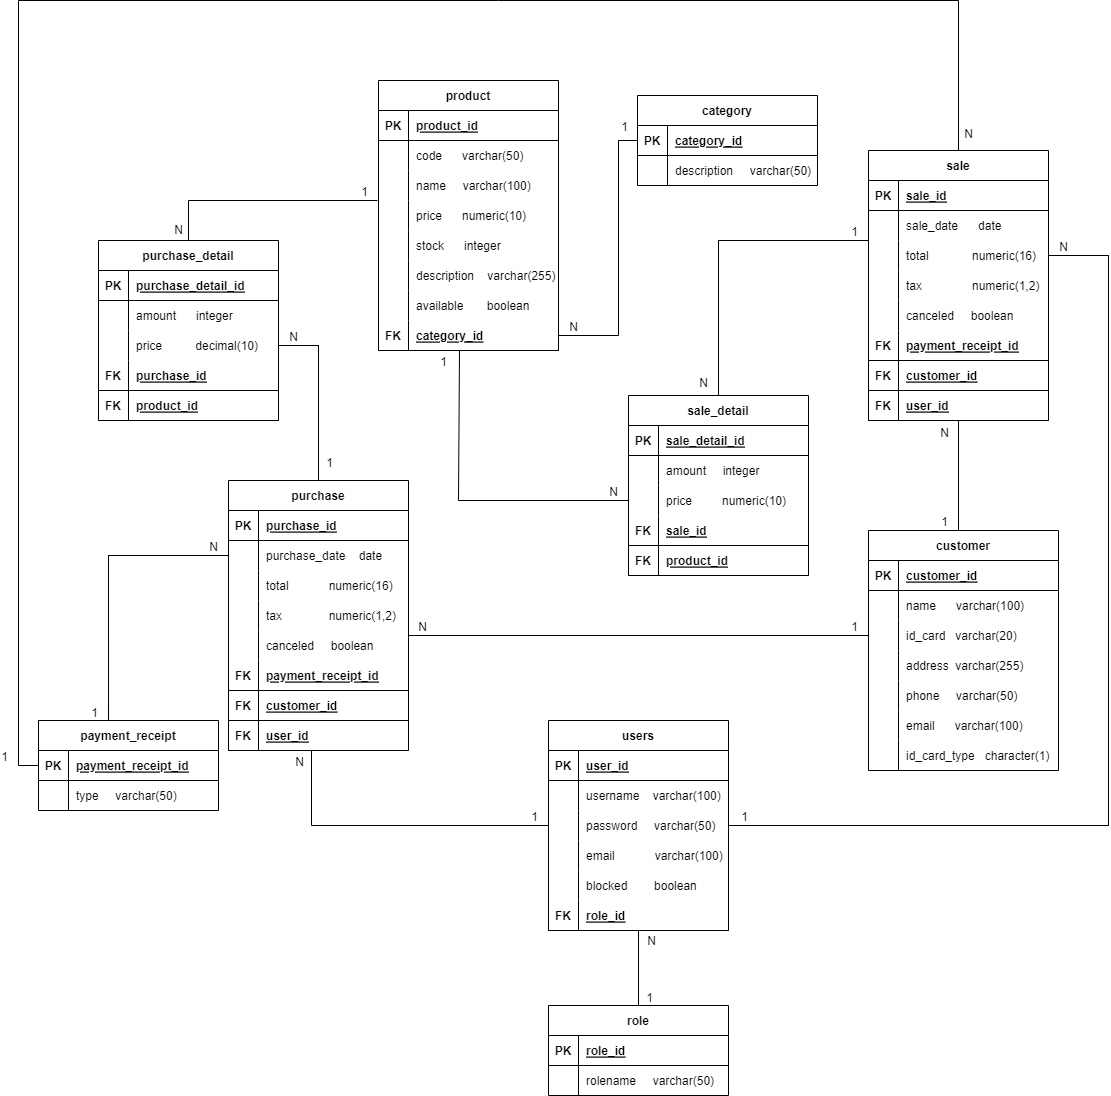 product
PK product_id
code varchar(50)
name varchar(100)
price numeric(10)
stock integer
description varchar(255)
available boolean
FK category_id
1
1
N
category
PK category_id
description varchar(50)
1
N
sale
PK sale_id
sale_date date
total numeric(16)
tax numeric(1,2)
canceled boolean
FK payment_receipt_id
FK customer_id
FK user_id
1
N
N
N
purchase_detail
PK purchase_detail_id
amount integer
price decimal(10)
FK purchase_id
FK product_id
N
N
sale_detail
PK sale_detail_id
amount integer
price numeric(10)
FK sale_id
FK product_id
N
N
purchase
PK purchase_id
purchase_date date
total numeric(16)
tax numeric(1,2)
canceled boolean
FK payment_receipt_id
FK customer_id
FK user_id
1
N
N
N
customer
PK customer_id
name varchar(100)
id_card varchar(20)
address varchar(255)
phone varchar(50)
email varchar(100)
id_card_type character(1)
1
1
payment_receipt
PK payment_receipt_id
type varchar(50)
1
1
users
PK user_id
username varchar(100)
password varchar(50)
email varchar(100)
blocked boolean
FK role_id
1
1
N
1
role
PK role_id
rolename varchar(50)